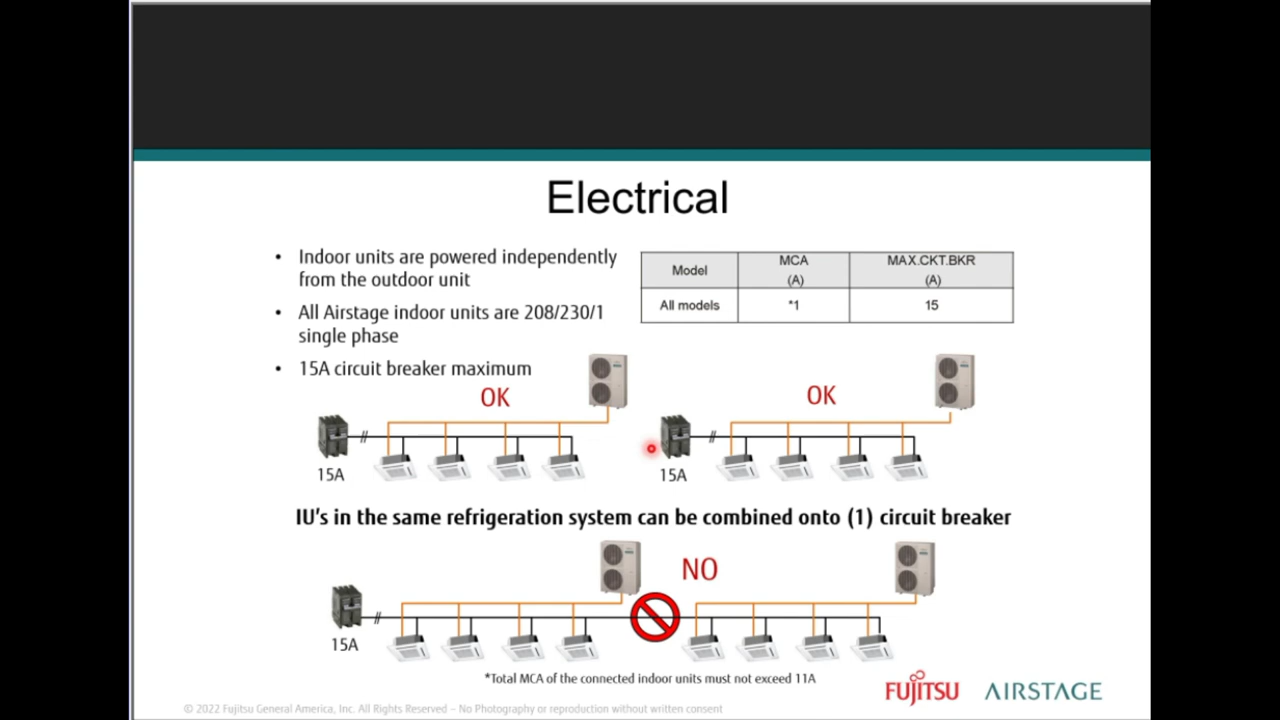 Electrical
• Indoor units are powered independently
from the outdoor unit
• All Airstage indoor units are 208/230/1
single phase
• 15A circuit breaker maximum
Model MCA (A) MAX.CKT.BKR (A)
All models *1 15
OK
OK
15A
15A
IU's in the same refrigeration system can be combined onto (1) circuit breaker
NO
15A
*Total MCA of the connected indoor units must not exceed 11A
FUJITSU AIRSTAGE
© 2022 Fujitsu General America, Inc. All Rights Reserved – No Photography or reproduction without written consent